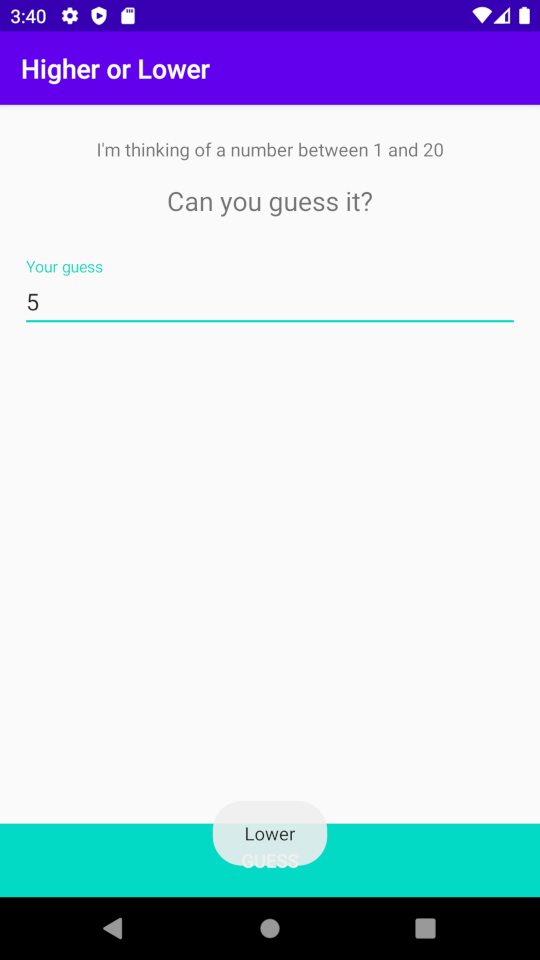 3:40
Higher or Lower
I'm thinking of a number between 1 and 20
Can you guess it?
Your guess
5
Lower
GUESS